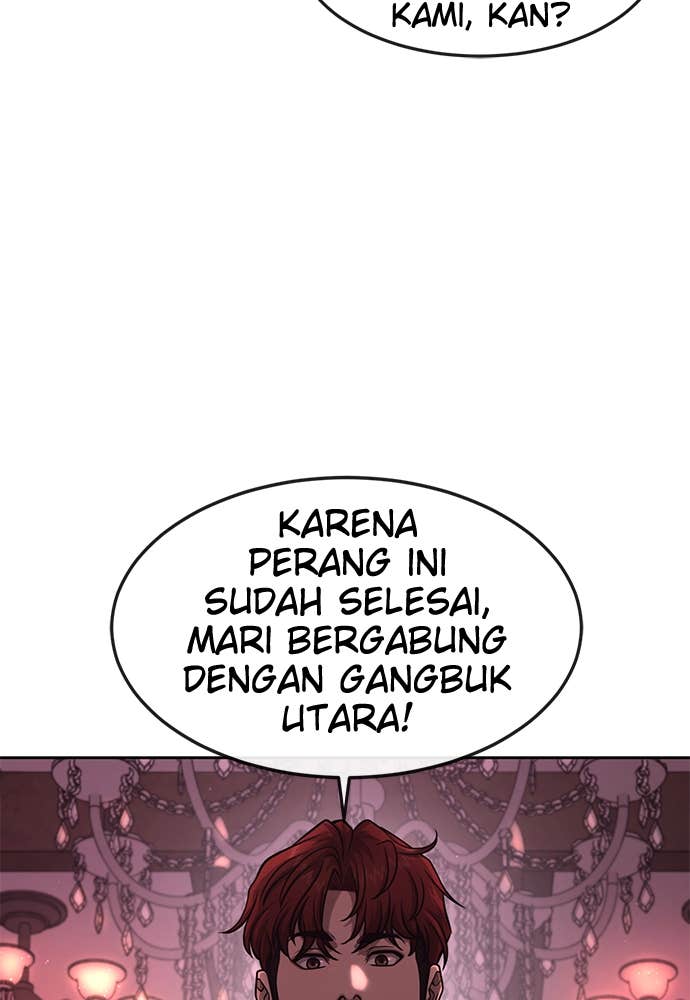 KAMI, KAN?
KARENA
PERANG INI
SUDAH SELESAI,
MARI BERGABUNG
DENGAN GANGBUK
UTARA!